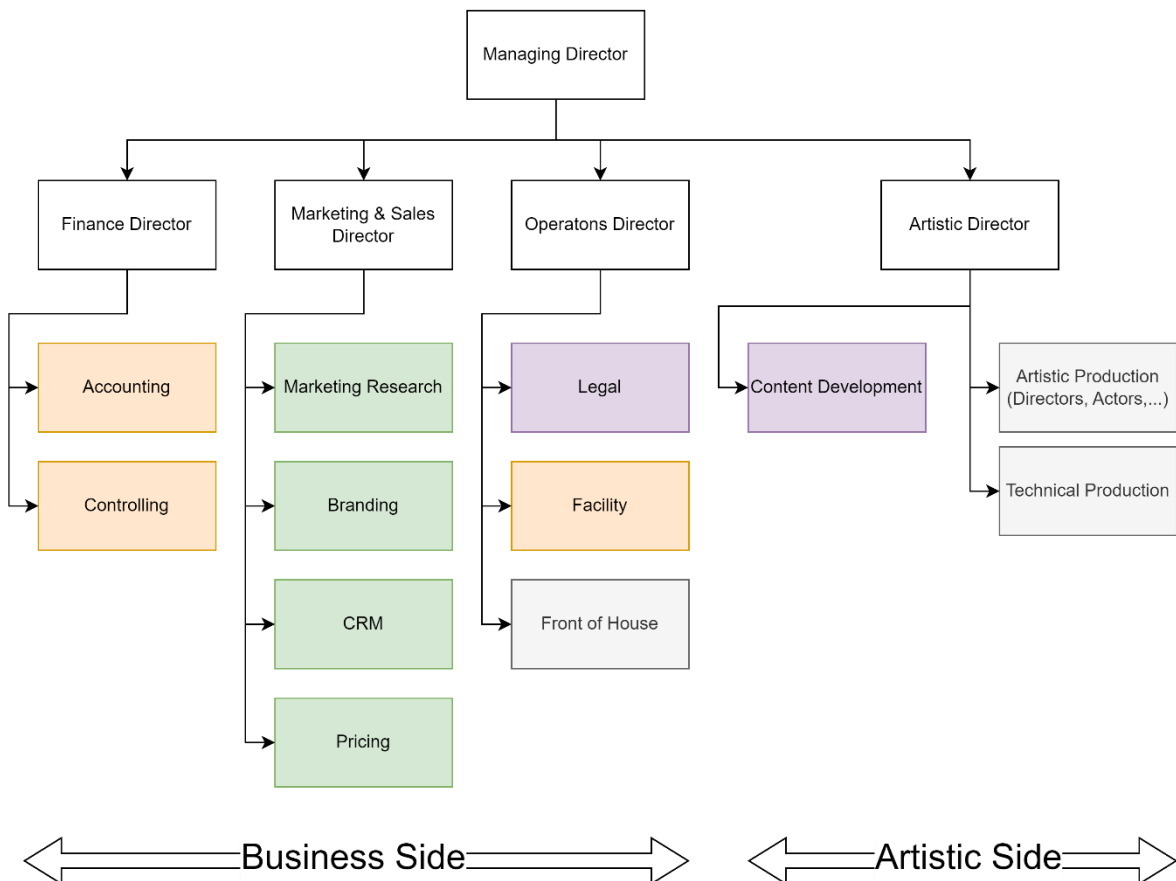 Managing Director
Finance Director
Marketing & Sales
Director
Operatons Director
Artistic Director
Accounting
Marketing Research
Legal
Content Development
Artistic Production
(Directors, Actors,...)
Controlling
Branding
Facility
Technical Production
CRM
Front of House
Pricing
Business Side
Artistic Side